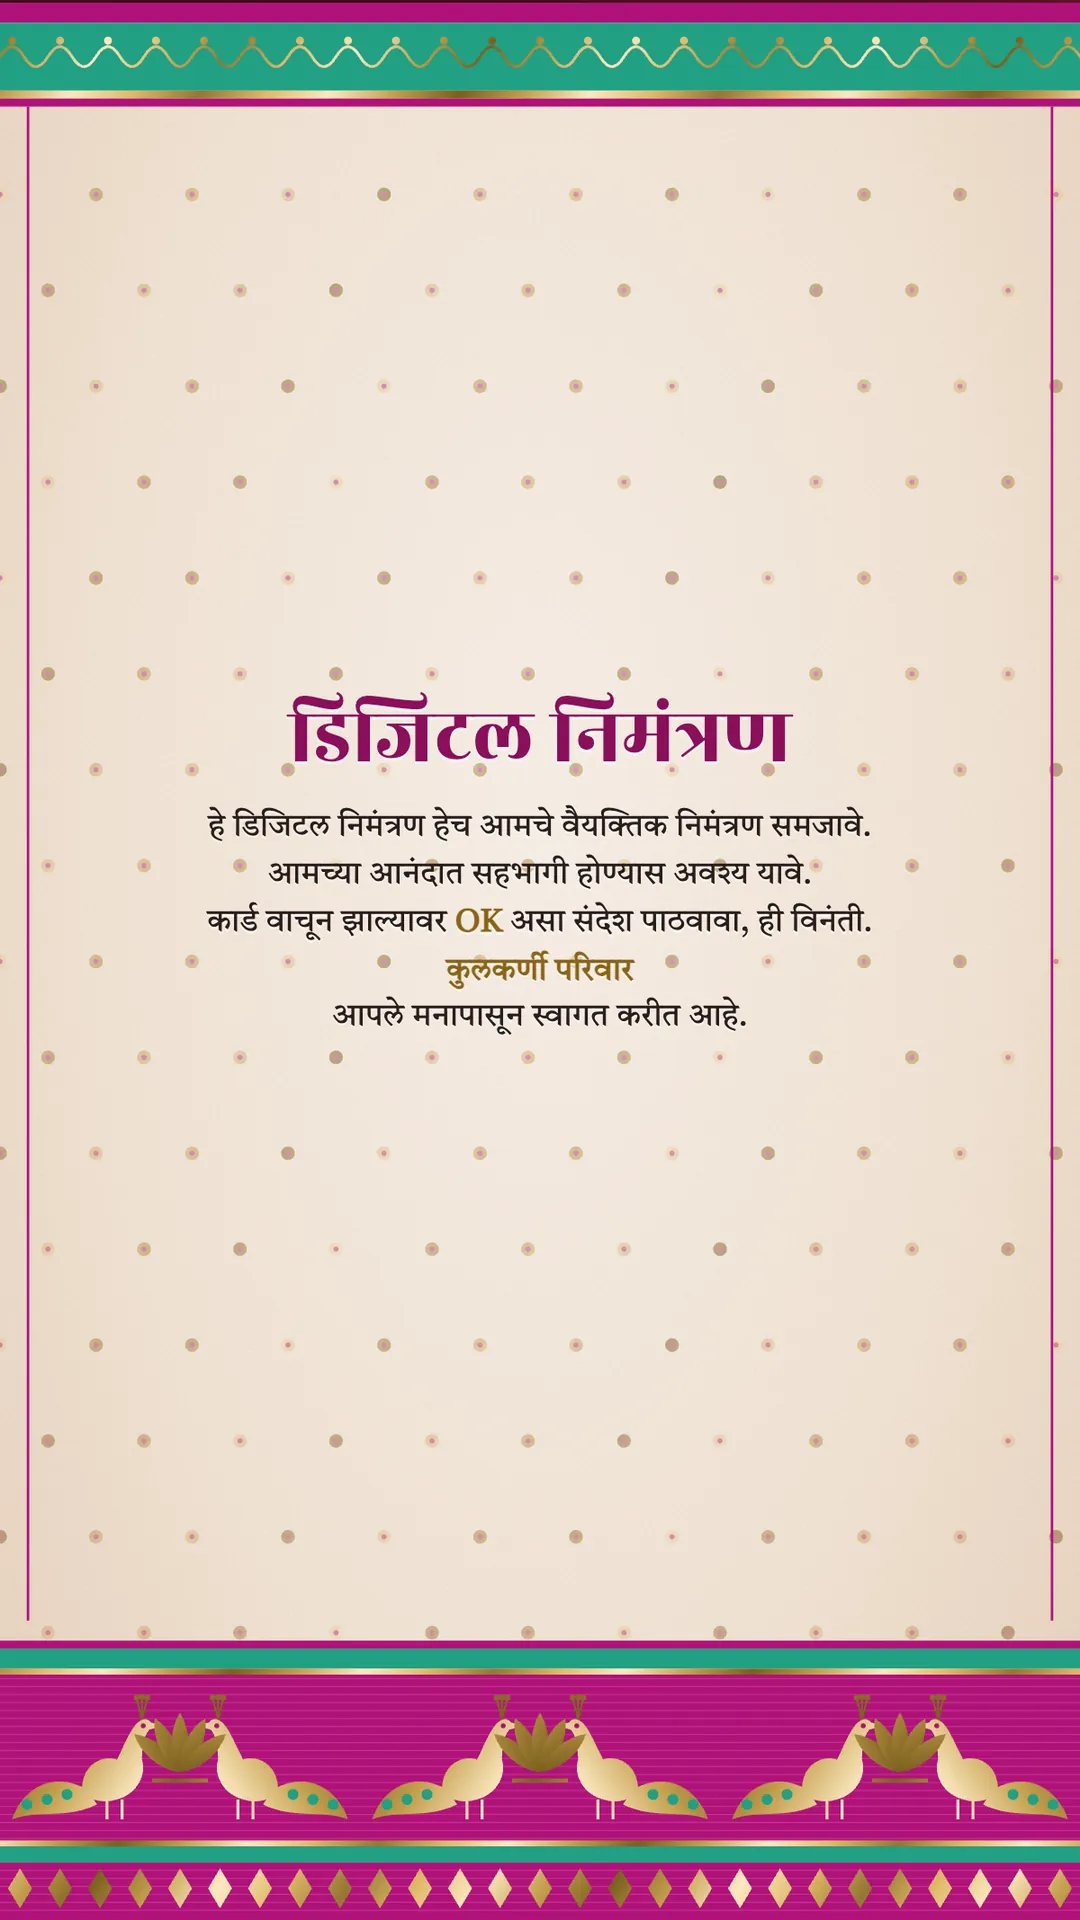 डिजिटल निमंत्रण
हे डिजिटल निमंत्रण हेच आमचे वैयक्तिक निमंत्रण समजावे.
आमच्या आनंदात सहभागी होण्यास अवश्य यावे.
कार्ड वाचून झाल्यावर OK असा संदेश पाठवावा, ही विनंती.
कुलकर्णी परिवार
आपले मनापासून स्वागत करीत आहे.